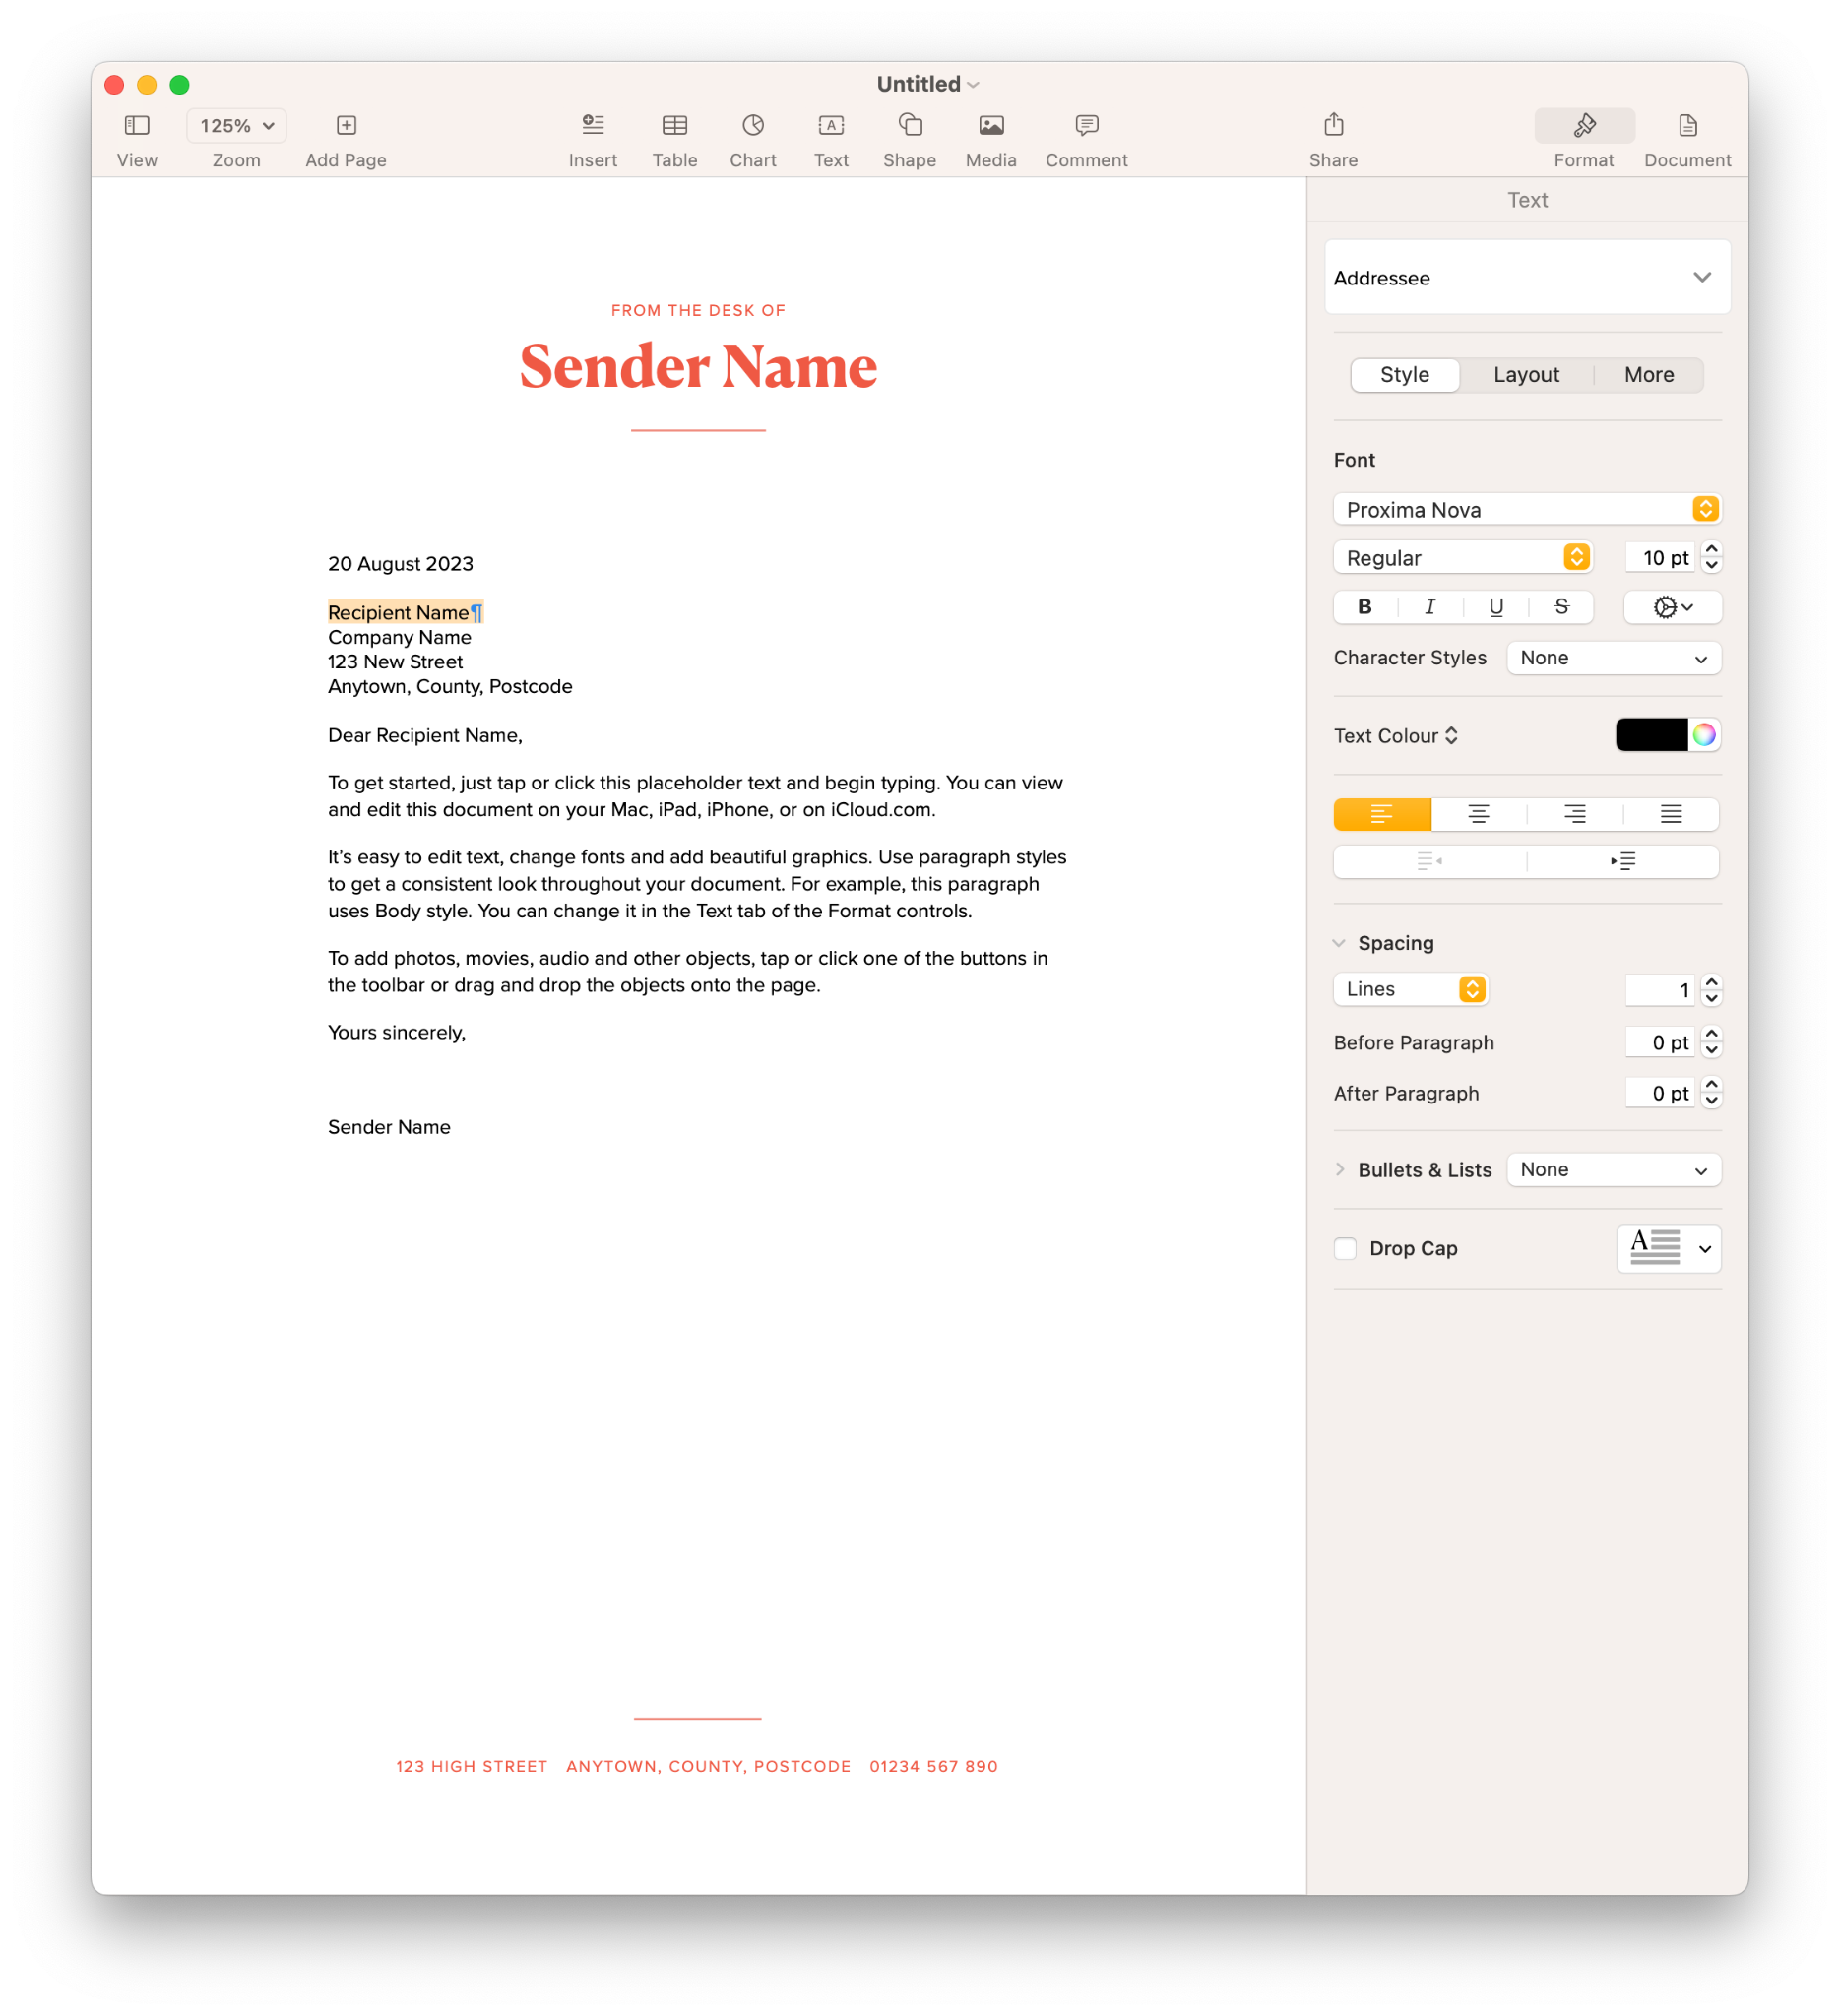 Untitled
125%
View
Zoom
Add Page
Insert
Table
Chart
Text
Shape
Media
Comment
Share
Format
Document
FROM THE DESK OF
Sender Name
20 August 2023
Recipient Name¶
Company Name
123 New Street
Anytown, County, Postcode
Dear Recipient Name,
To get started, just tap or click this placeholder text and begin typing. You can view
and edit this document on your Mac, iPad, iPhone, or on iCloud.com.
It’s easy to edit text, change fonts and add beautiful graphics. Use paragraph styles
to get a consistent look throughout your document. For example, this paragraph
uses Body style. You can change it in the Text tab of the Format controls.
To add photos, movies, audio and other objects, tap or click one of the buttons in
the toolbar or drag and drop the objects onto the page.
Yours sincerely,
Sender Name
123 HIGH STREET ANYTOWN, COUNTY, POSTCODE 01234 567 890
Text
Addressee
Style Layout More
Font
Proxima Nova
Regular 10 pt
B I U S
Character Styles None
Text Colour
Spacing
Lines 1
Before Paragraph 0 pt
After Paragraph 0 pt
Bullets & Lists None
Drop Cap A